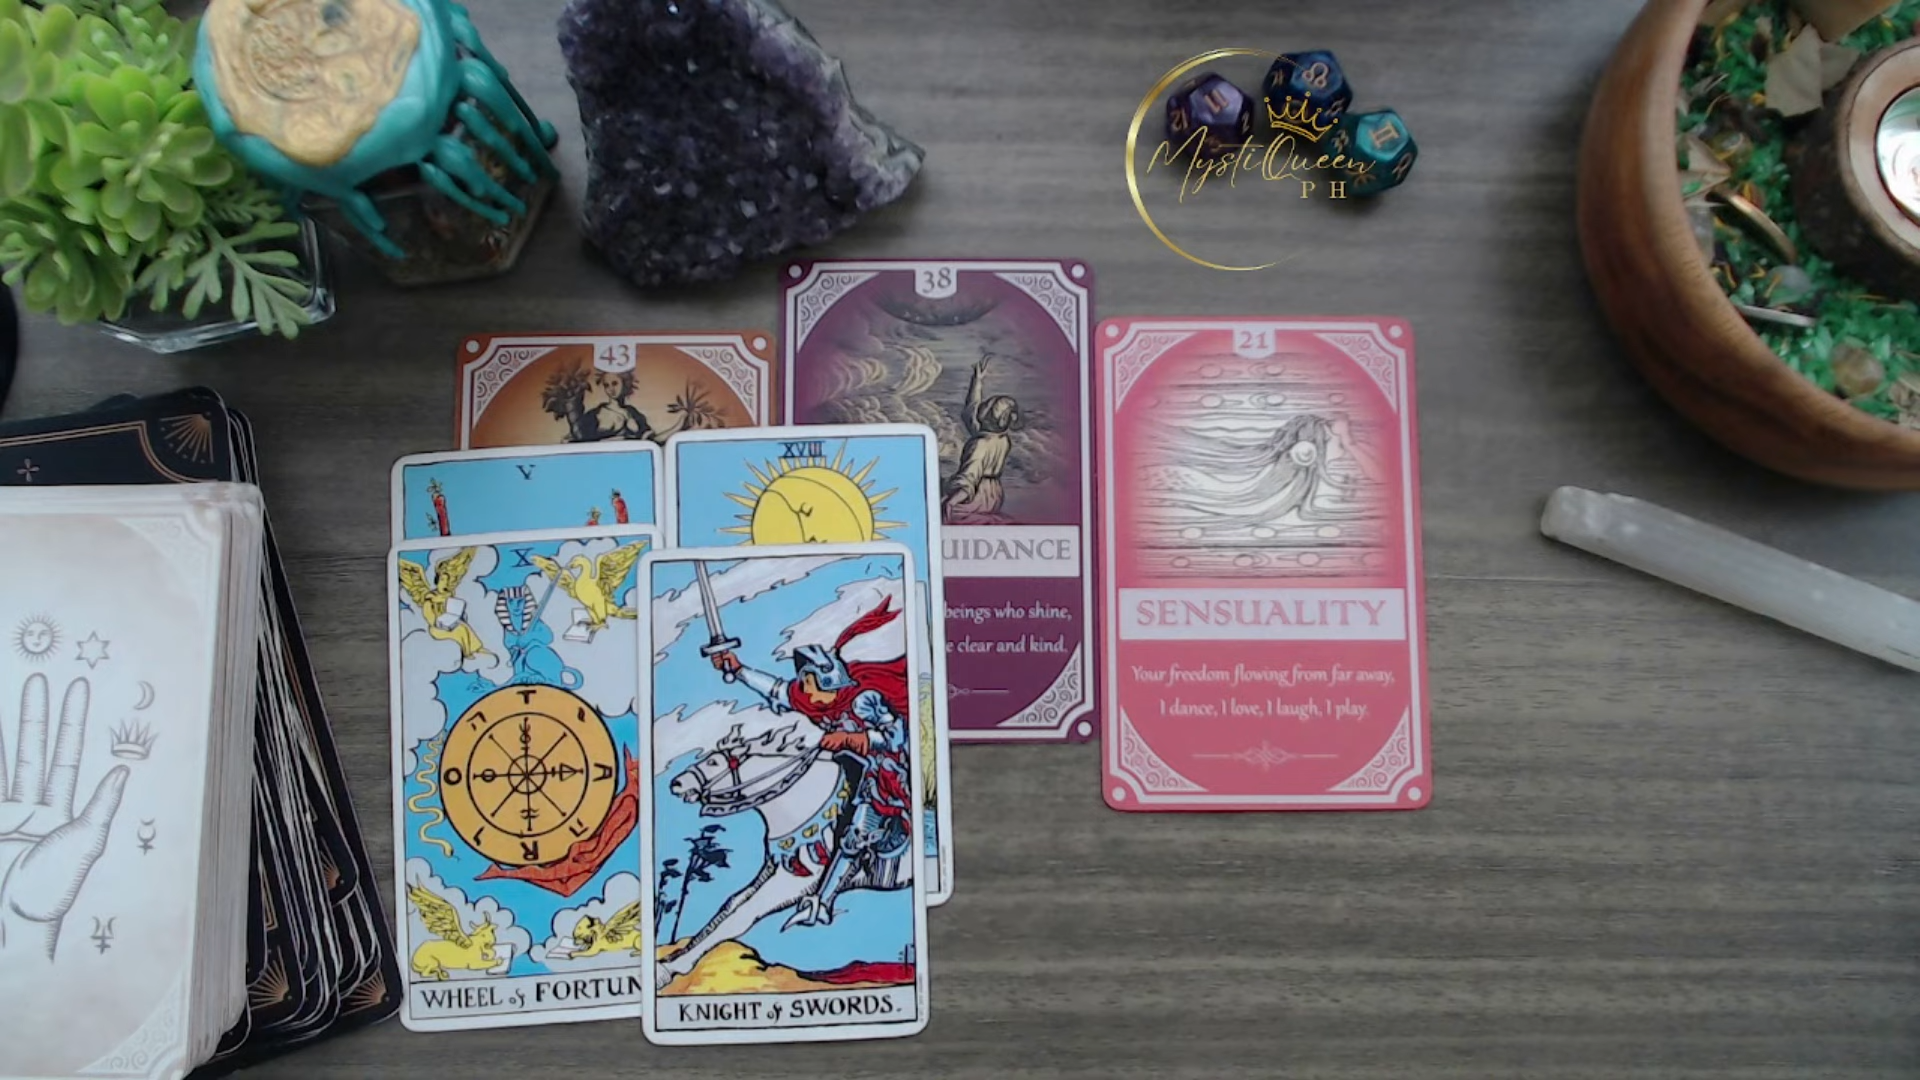 MystiQueen
PH
38
43
21
V
XVIII
X
UIDANCE
beings who shine,
e clear and kind.
SENSUALITY
Your freedom flowing from far away,
I dance, I love, I laugh, I play.
T
A
R
O
WHEEL of FORTUN
KNIGHT of SWORDS.